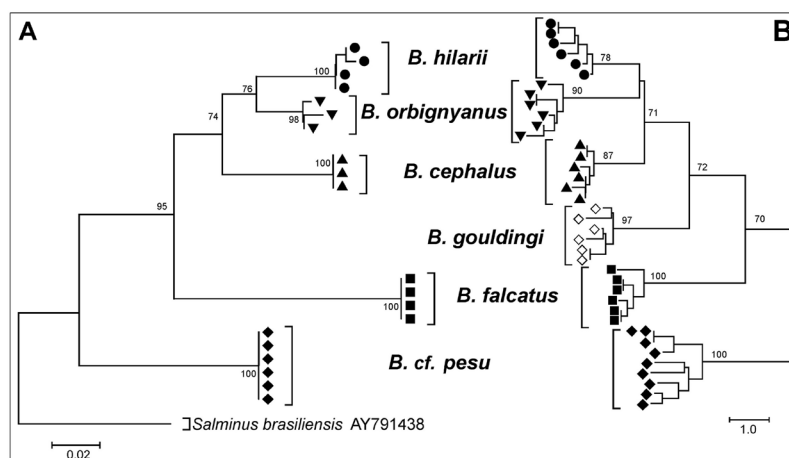 A
B
B. hilarii
B. orbignyanus
B. cephalus
B. gouldingi
B. falcatus
B. cf. pesu
100
76
98
74
100
95
100
100
78
90
71
87
72
97
70
100
100
Salminus brasiliensis AY791438
0.02
1.0